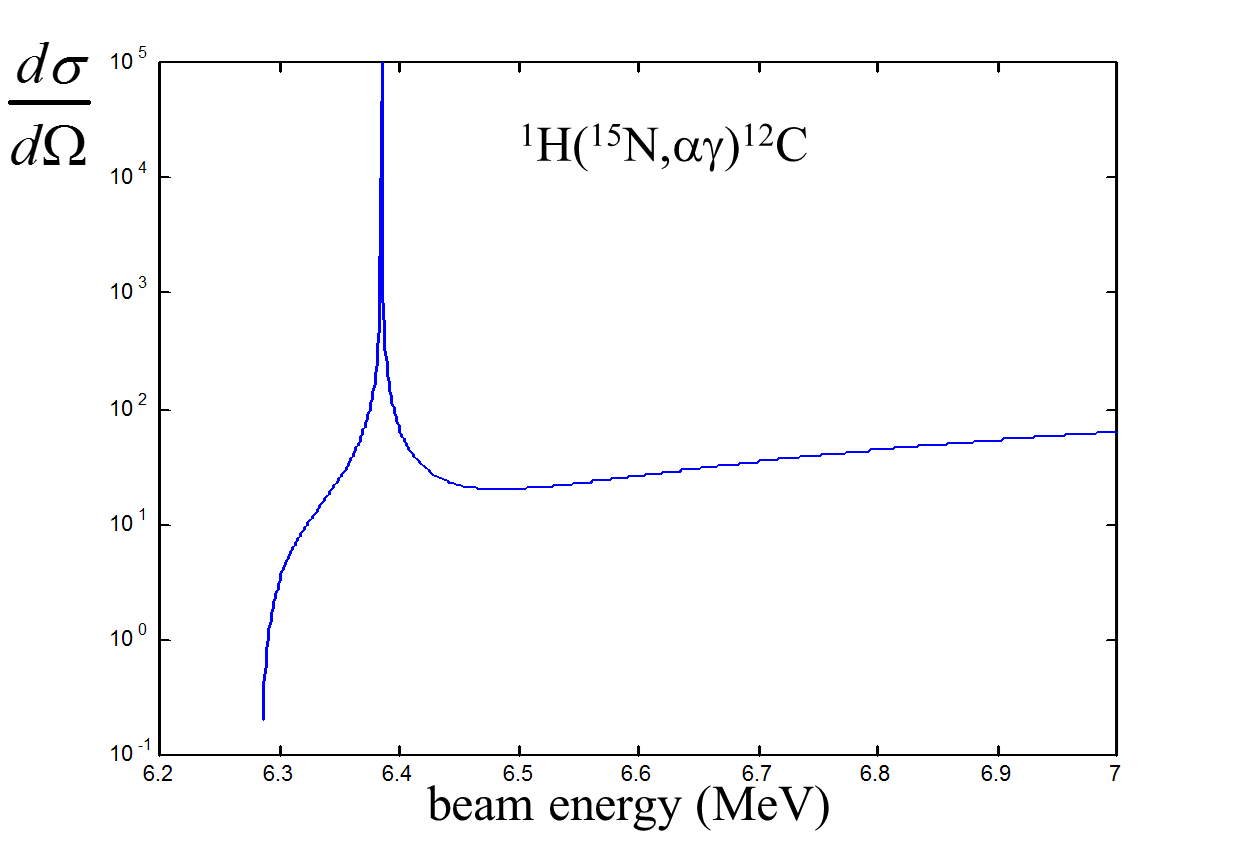 dσ
dΩ
10⁵
10⁴
10³
10²
10¹
10⁰
10⁻¹
¹H(¹⁵N,αγ)¹²C
6.2 6.3 6.4 6.5 6.6 6.7 6.8 6.9 7
beam energy (MeV)